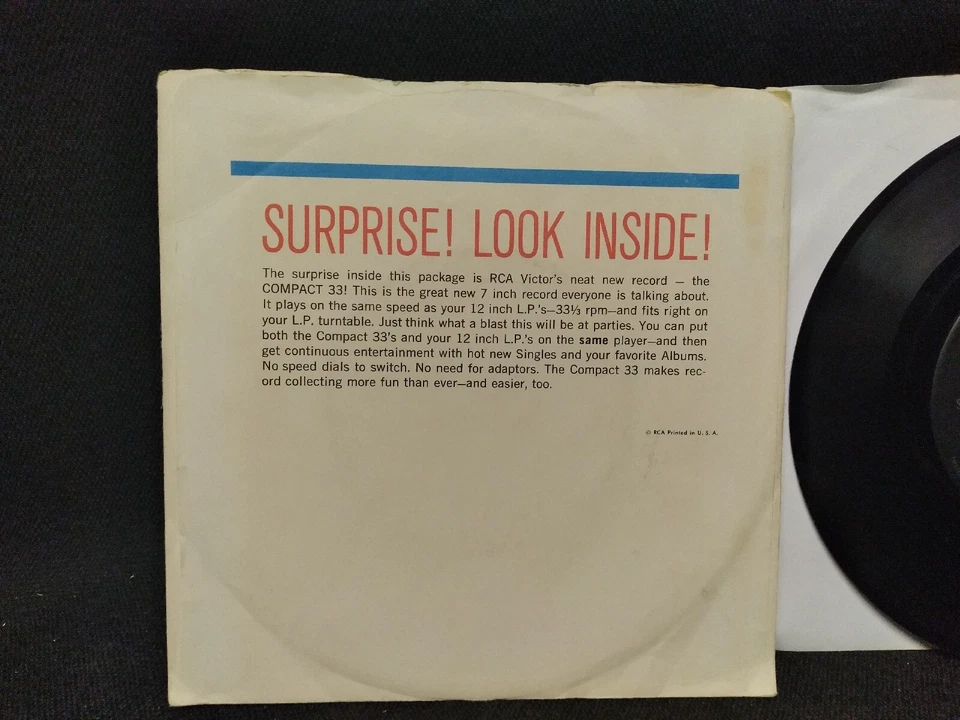 SURPRISE! LOOK INSIDE!
The surprise inside this package is RCA Victor's neat new record – the
COMPACT 33! This is the great new 7 inch record everyone is talking about.
It plays on the same speed as your 12 inch L.P.'s—33⅓ rpm—and fits right on
your L.P. turntable. Just think what a blast this will be at parties. You can put
both the Compact 33's and your 12 inch L.P.'s on the same player—and then
get continuous entertainment with hot new Singles and your favorite Albums.
No speed dials to switch. No need for adaptors. The Compact 33 makes rec-
ord collecting more fun than ever—and easier, too.
© RCA Printed in U. S. A.